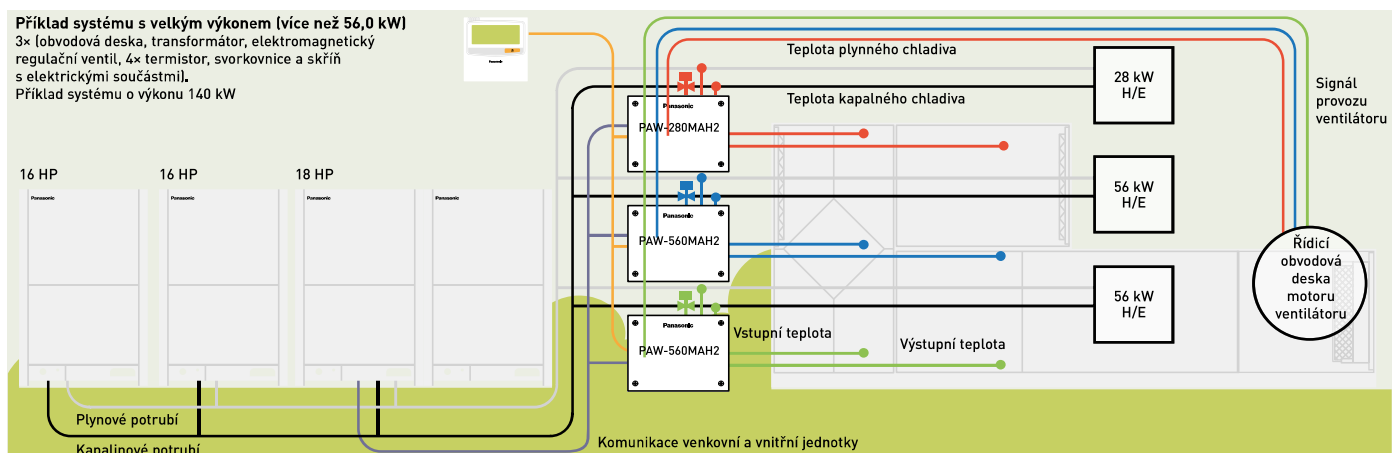 Příklad systému s velkým výkonem (více než 56,0 kW)
3× (obvodová deska, transformátor, elektromagnetický
regulační ventil, 4× termistor, svorkovnice a skříň
s elektrickými součástmi).
Příklad systému o výkonu 140 kW
Panasonic
Teplota plynného chladiva
Teplota kapalného chladiva
28 kW
H/E
Signál
provozu
ventilátoru
Panasonic
PAW-280MAH2
16 HP
16 HP
18 HP
Panasonic
Panasonic
Panasonic
Panasonic
56 kW
H/E
Panasonic
PAW-560MAH2
Řídicí
obvodová
deska
motoru
ventilátoru
56 kW
H/E
Panasonic
PAW-560MAH2
Vstupní teplota
Výstupní teplota
Plynové potrubí
Kapalinové potrubí
Komunikace venkovní a vnitřní jednotky